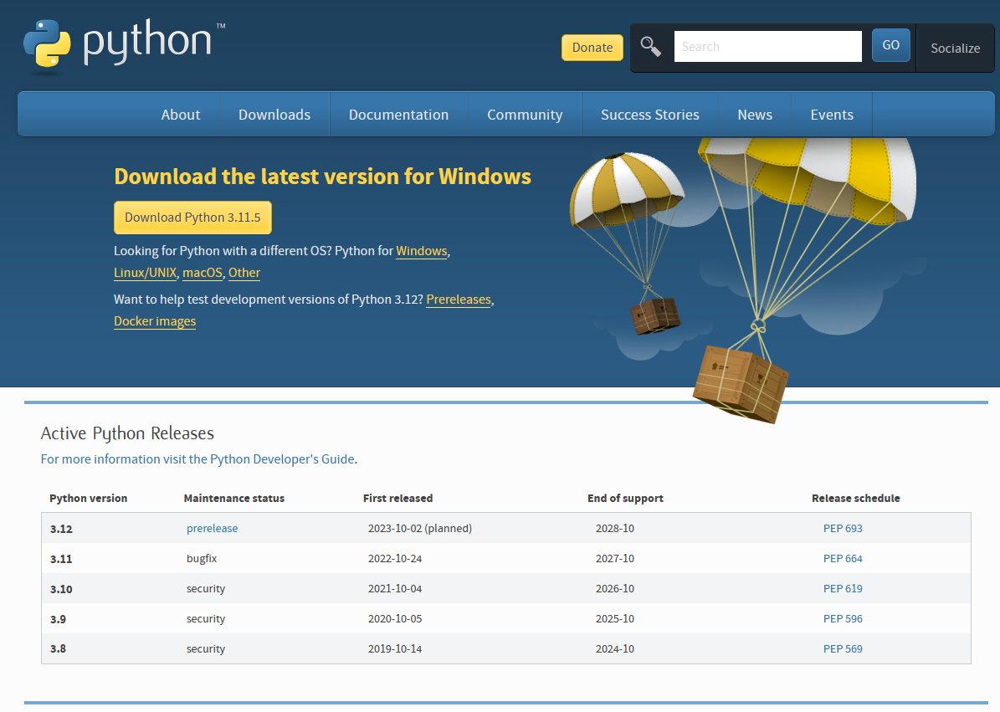 python™
Donate
Search
GO
Socialize
About Downloads Documentation Community Success Stories News Events
Download the latest version for Windows
Download Python 3.11.5
Looking for Python with a different OS? Python for Windows,
Linux/UNIX, macOS, Other
Want to help test development versions of Python 3.12? Prereleases,
Docker images
Active Python Releases
For more information visit the Python Developer's Guide.
Python version Maintenance status First released End of support Release schedule
3.12 prerelease 2023-10-02 (planned) 2028-10 PEP 693
3.11 bugfix 2022-10-24 2027-10 PEP 664
3.10 security 2021-10-04 2026-10 PEP 619
3.9 security 2020-10-05 2025-10 PEP 596
3.8 security 2019-10-14 2024-10 PEP 569